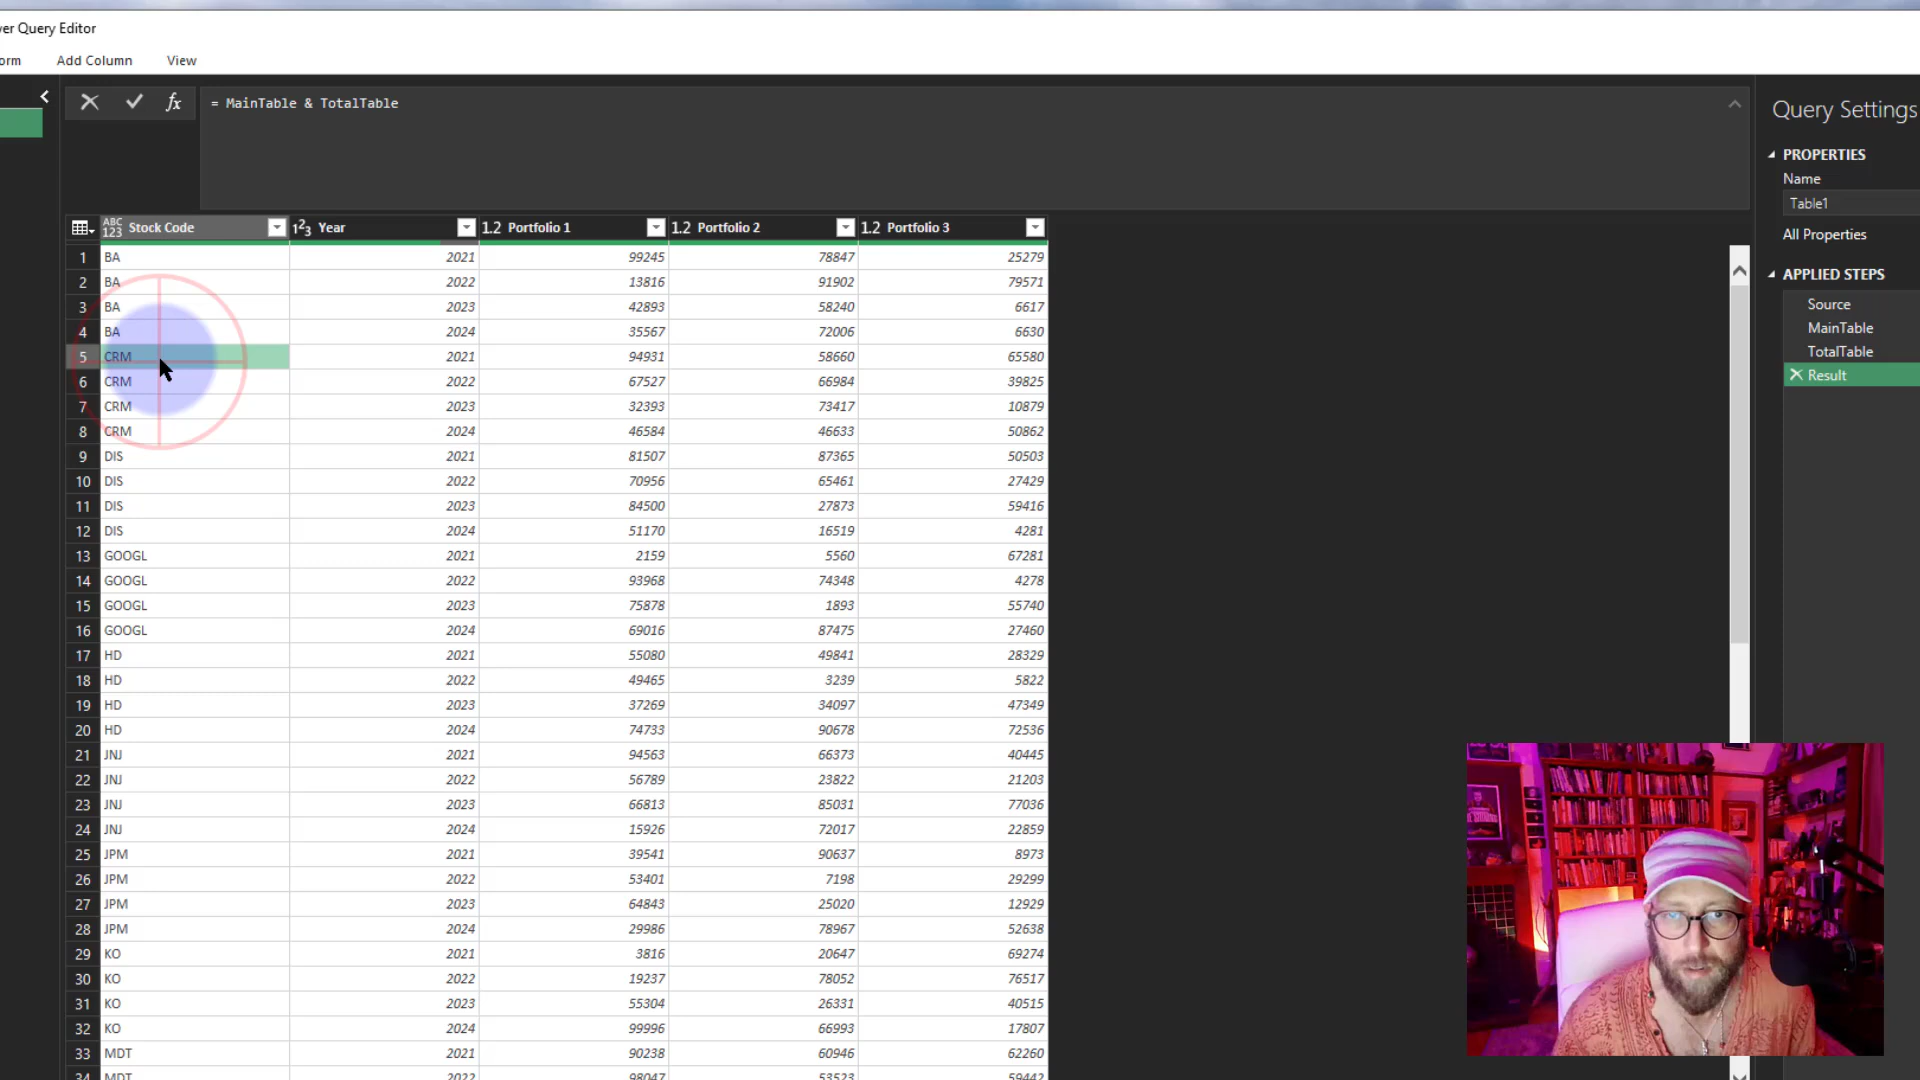 ver Query Editor
orm Add Column View
= MainTable & TotalTable
ABC 123 Stock Code 123 Year 1.2 Portfolio 1 1.2 Portfolio 2 1.2 Portfolio 3
1 BA 2021 99245 78847 25279
2 BA 2022 13816 91902 79571
3 BA 2023 42893 58240 6617
4 BA 2024 35567 72006 6630
5 CRM 2021 94931 58660 65580
6 CRM 2022 67527 66984 39825
7 CRM 2023 32393 73417 10879
8 CRM 2024 46584 46633 50862
9 DIS 2021 81507 87365 50503
10 DIS 2022 70956 65461 27429
11 DIS 2023 84500 27873 59416
12 DIS 2024 51170 16519 4281
13 GOOGL 2021 2159 5560 67281
14 GOOGL 2022 93968 74348 4278
15 GOOGL 2023 75878 1893 55740
16 GOOGL 2024 69016 87475 27460
17 HD 2021 55080 49841 28329
18 HD 2022 49465 3239 5822
19 HD 2023 37269 34097 47349
20 HD 2024 74733 90678 72536
21 JNJ 2021 94563 66373 40445
22 JNJ 2022 56789 23822 21203
23 JNJ 2023 66813 85031 77036
24 JNJ 2024 15926 72017 22859
25 JPM 2021 39541 90637 8973
26 JPM 2022 53401 7198 29299
27 JPM 2023 64843 25020 12929
28 JPM 2024 29986 78967 52638
29 KO 2021 3816 20647 69274
30 KO 2022 19237 78052 76517
31 KO 2023 55304 26331 40515
32 KO 2024 99996 66993 17807
33 MDT 2021 90238 60946 62260
34 MDT 2022 98047 53523 59442
Query Settings
PROPERTIES
Name
Table1
All Properties
APPLIED STEPS
Source
MainTable
TotalTable
Result